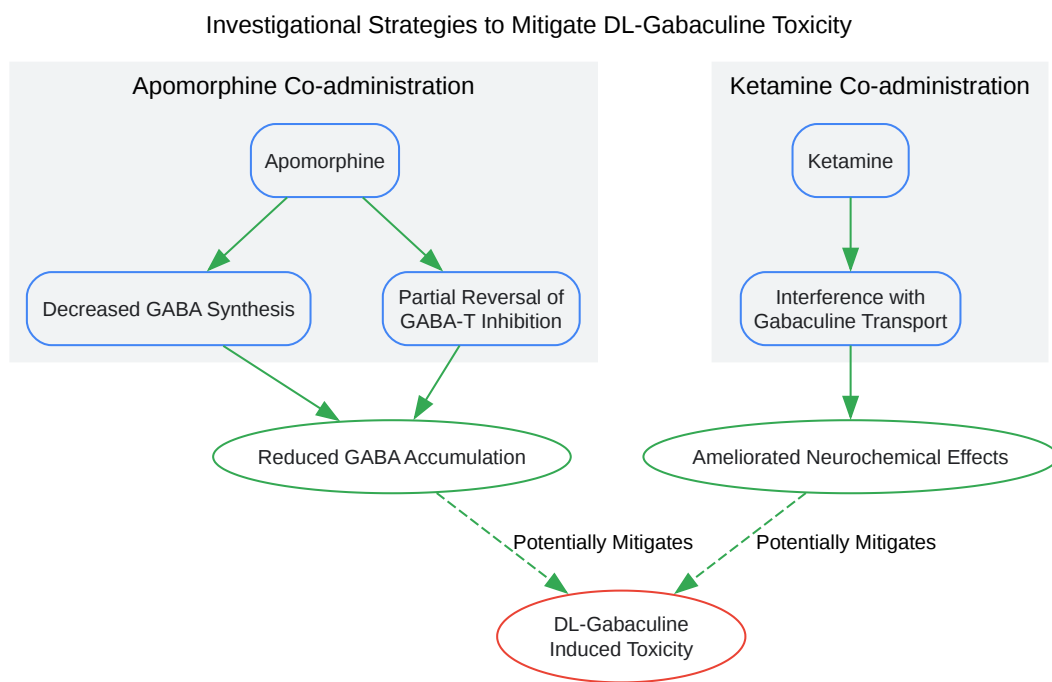 Investigational Strategies to Mitigate DL-Gabaculine Toxicity
Apomorphine Co-administration
Ketamine Co-administration
Apomorphine
Ketamine
Decreased GABA Synthesis
Partial Reversal of
GABA-T Inhibition
Interference with
Gabaculine Transport
Reduced GABA Accumulation
Ameliorated Neurochemical Effects
Potentially Mitigates
Potentially Mitigates
DL-Gabaculine
Induced Toxicity